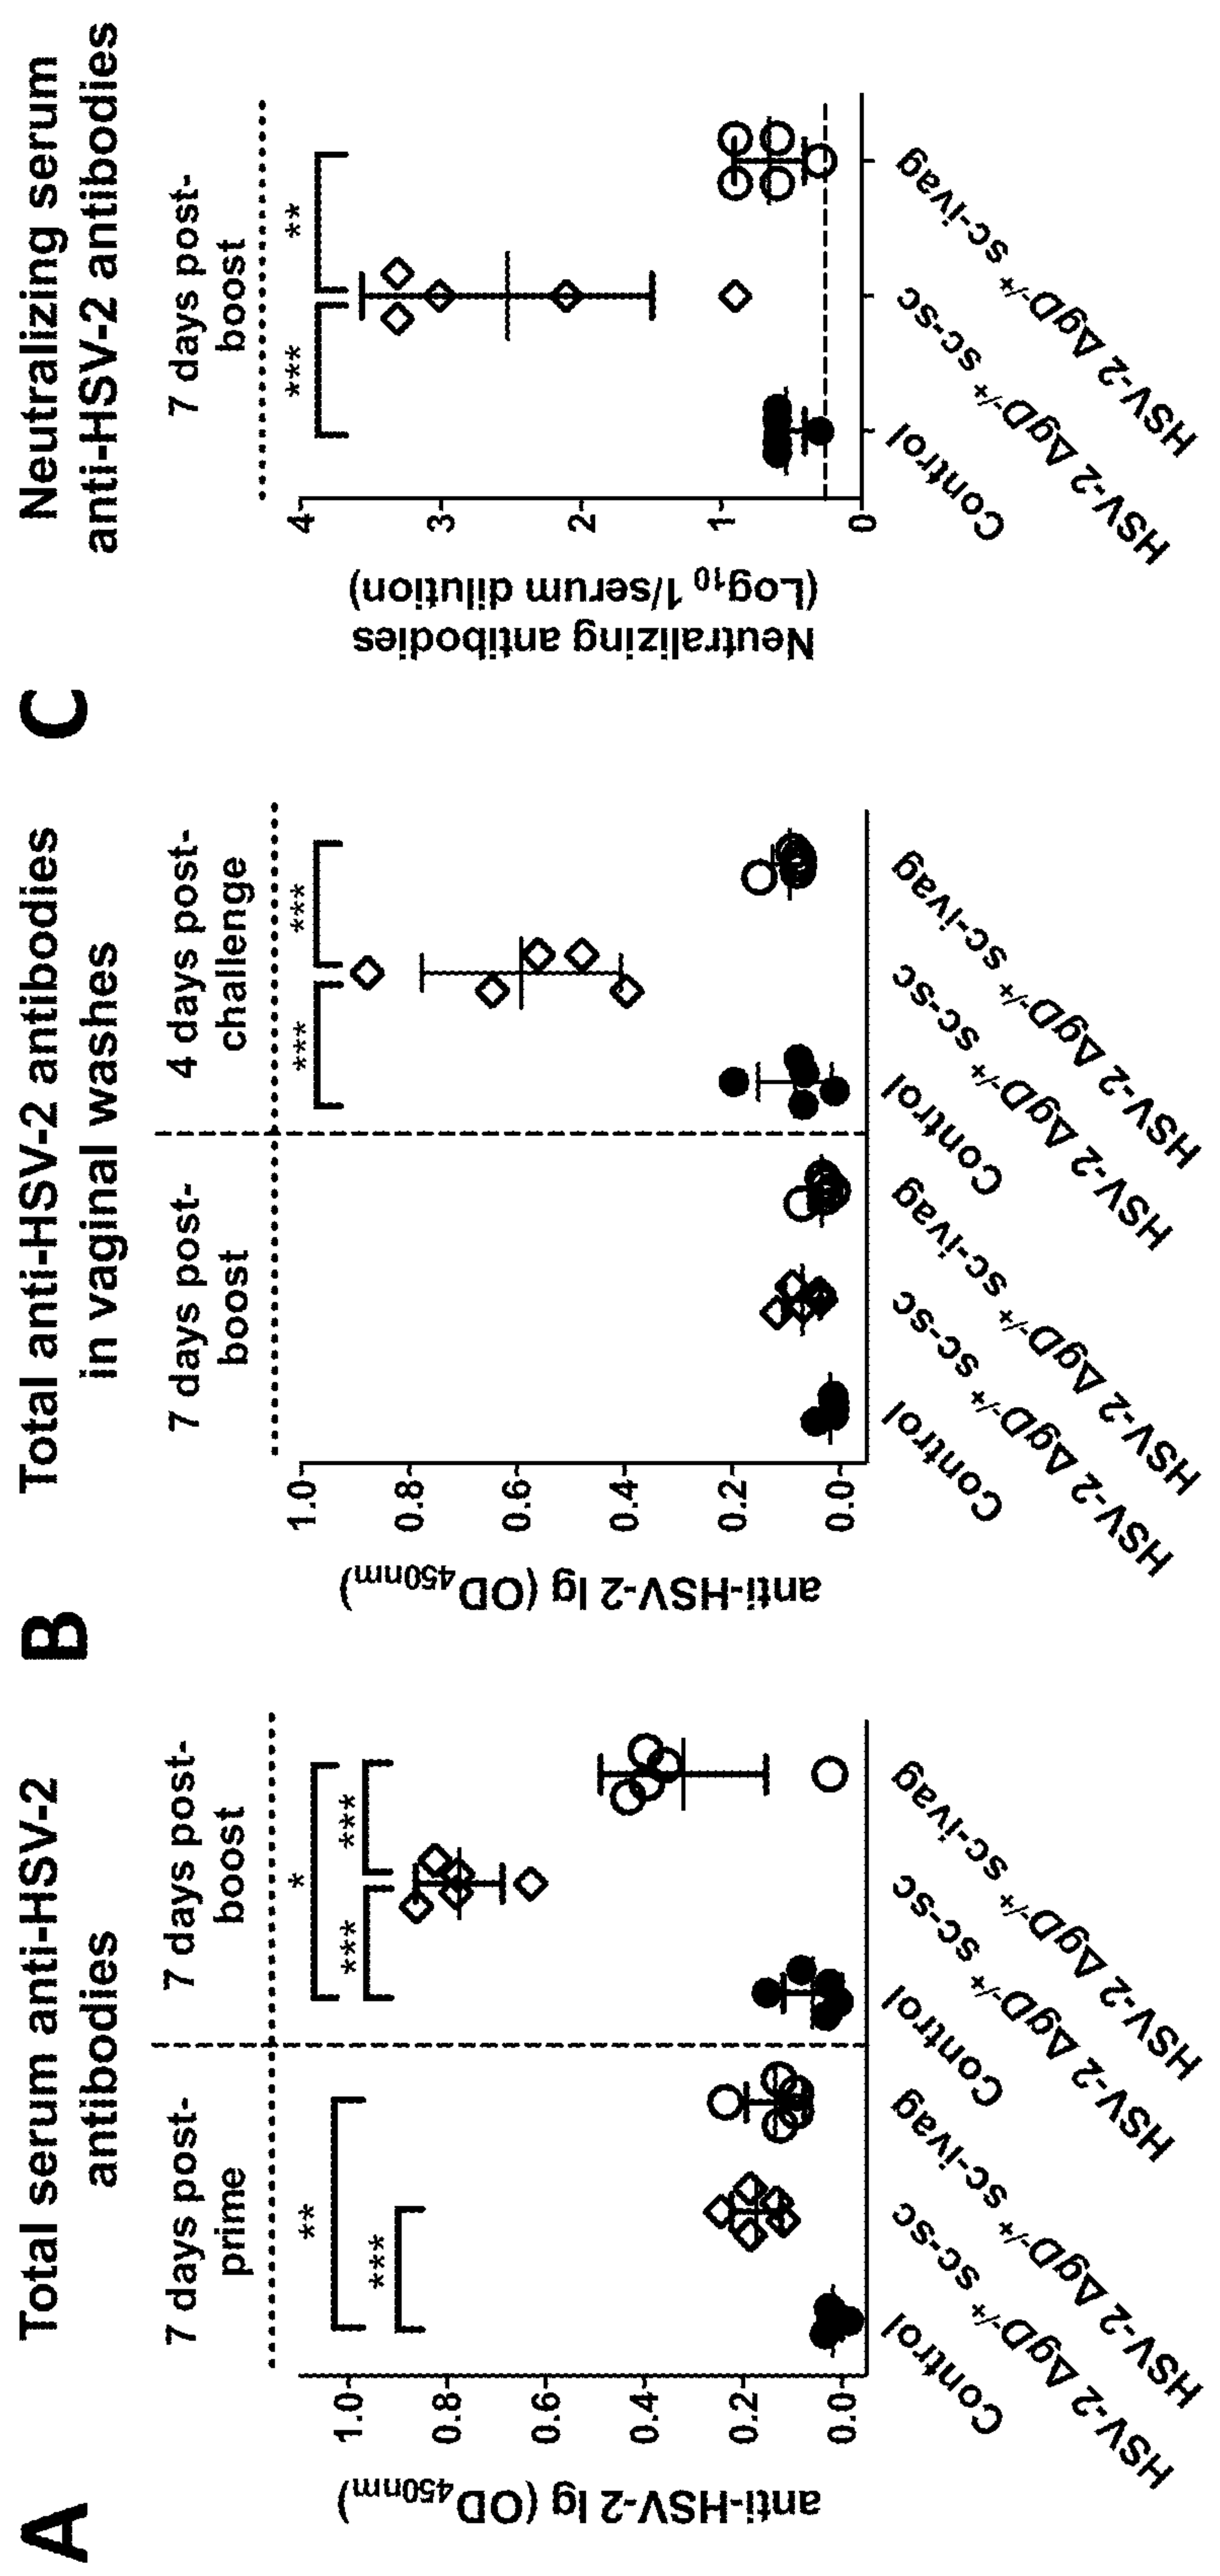 A
Total serum anti-HSV-2
antibodies
7 days post-
prime
7 days post-
boost
**
***
*
***
***
anti-HSV-2 Ig (OD450nm)
1.0
0.8
0.6
0.4
0.2
0.0
Control
HSV-2 ΔgD-/+ sc-sc
HSV-2 ΔgD-/+ sc-ivag
Control
HSV-2 ΔgD-/+ sc-sc
HSV-2 ΔgD-/+ sc-ivag
B
Total anti-HSV-2 antibodies
in vaginal washes
7 days post-
boost
4 days post-
challenge
***
***
anti-HSV-2 Ig (OD450nm)
1.0
0.8
0.6
0.4
0.2
0.0
Control
HSV-2 ΔgD-/+ sc-sc
HSV-2 ΔgD-/+ sc-ivag
Control
HSV-2 ΔgD-/+ sc-sc
HSV-2 ΔgD-/+ sc-ivag
C
Neutralizing serum
anti-HSV-2 antibodies
7 days post-
boost
***
**
Neutralizing antibodies
(Log10 1/serum dilution)
4
3
2
1
0
Control
HSV-2 ΔgD-/+ sc-sc
HSV-2 ΔgD-/+ sc-ivag